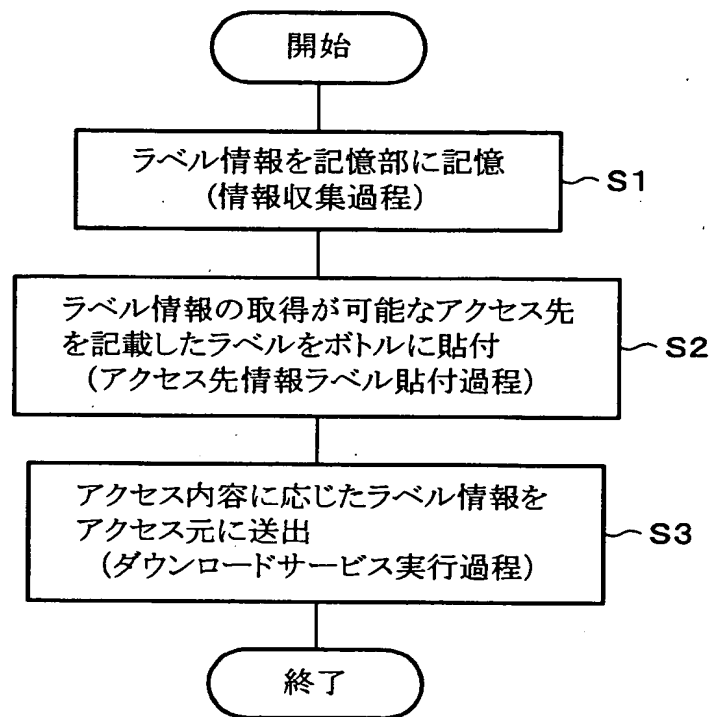 開始
ラベル情報を記憶部に記憶
(情報収集過程)
S1
ラベル情報の取得が可能なアクセス先
を記載したラベルをボトルに貼付
(アクセス先情報ラベル貼付過程)
S2
アクセス内容に応じたラベル情報を
アクセス元に送出
(ダウンロードサービス実行過程)
S3
終了